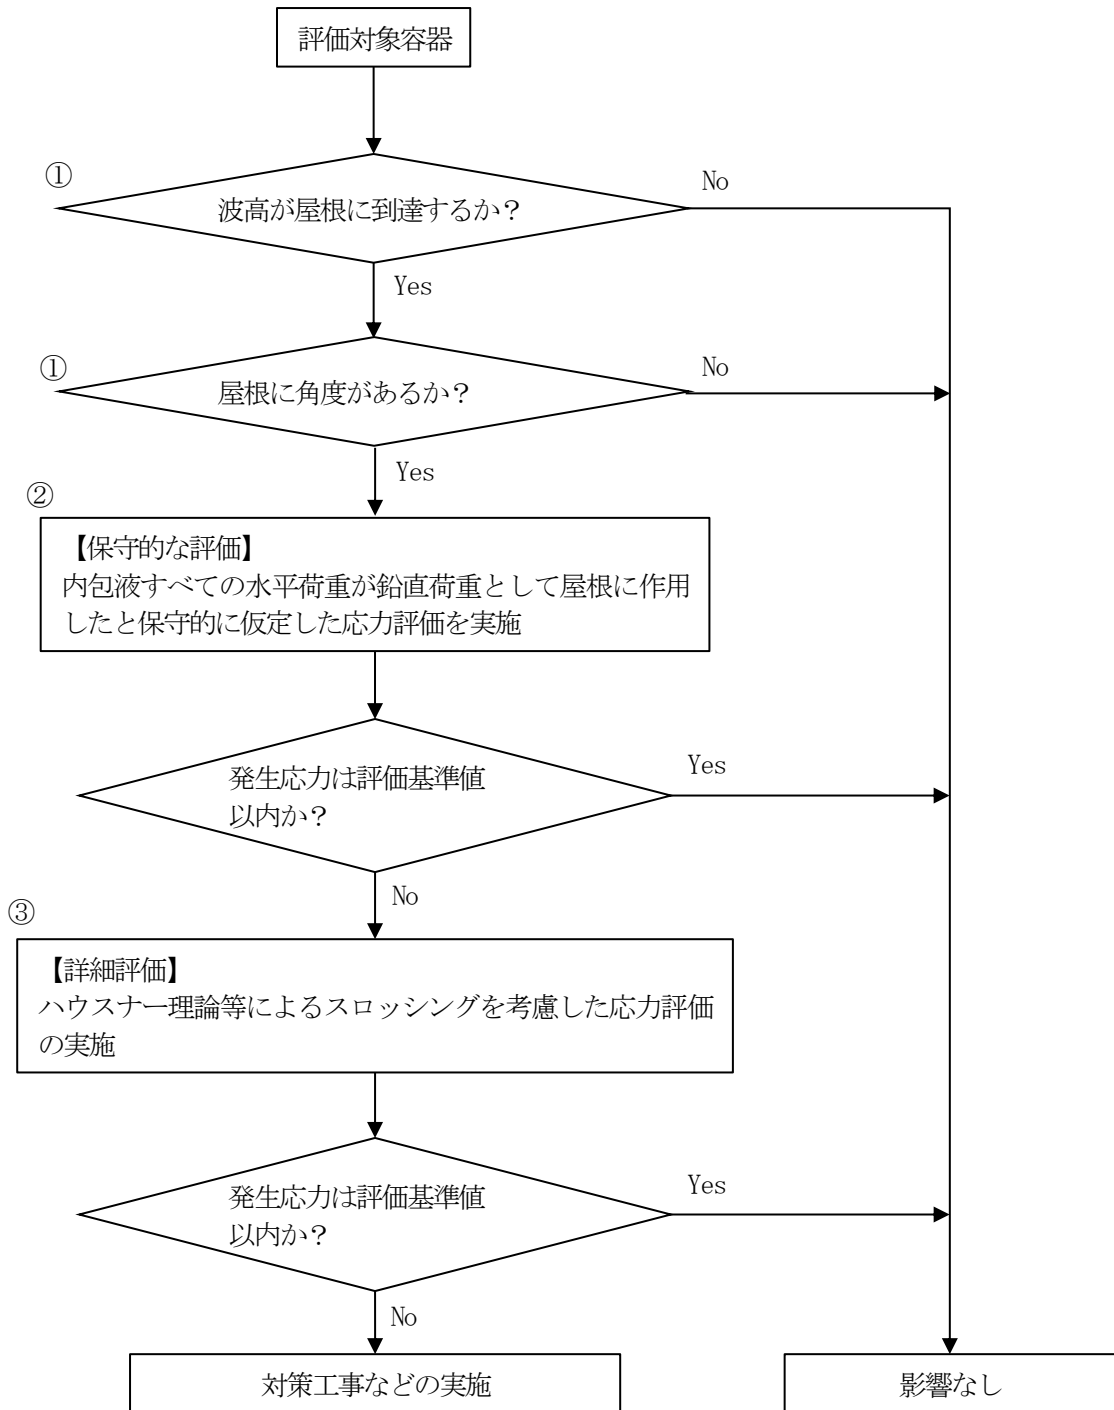 評価対象容器
①
波高が屋根に到達するか？
No
Yes
①
屋根に角度があるか？
No
Yes
②
【保守的な評価】
内包液すべての水平荷重が鉛直荷重として屋根に作用
したと保守的に仮定した応力評価を実施
発生応力は評価基準値
以内か？
Yes
No
③
【詳細評価】
ハウスナー理論等によるスロッシングを考慮した応力評価
の実施
発生応力は評価基準値
以内か？
Yes
No
対策工事などの実施
影響なし